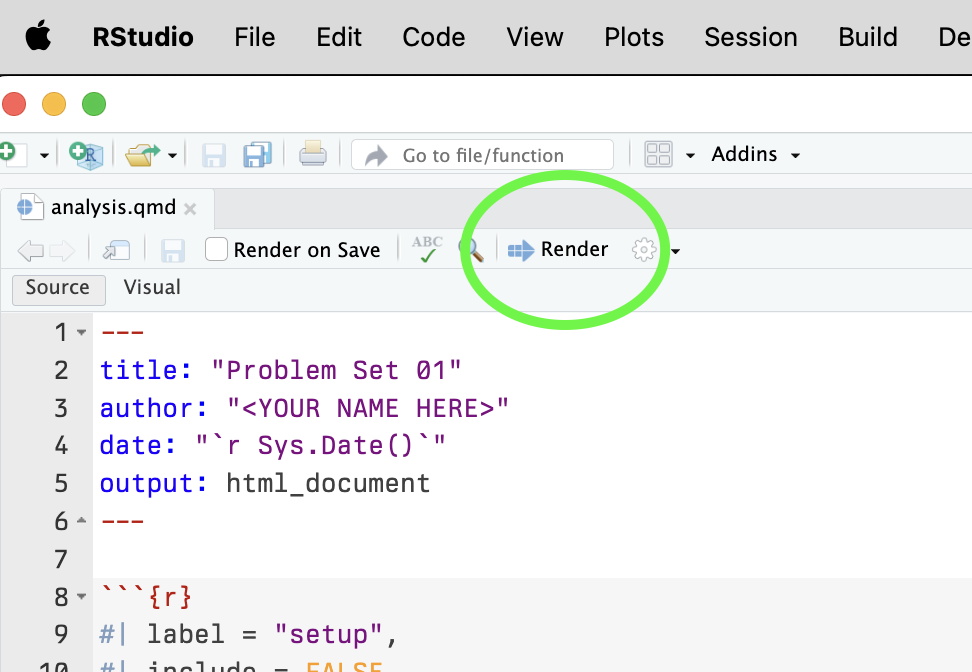 RStudio File Edit Code View Plots Session Build De
Go to file/function Addins
analysis.qmd
Render on Save ABC Render
Source Visual
1 ---
2 title: "Problem Set 01"
3 author: "<YOUR NAME HERE>"
4 date: "`r Sys.Date()`"
5 output: html_document
6 ---
7
8 ```{r}
9 #| label = "setup",
10 #| include = FALSE